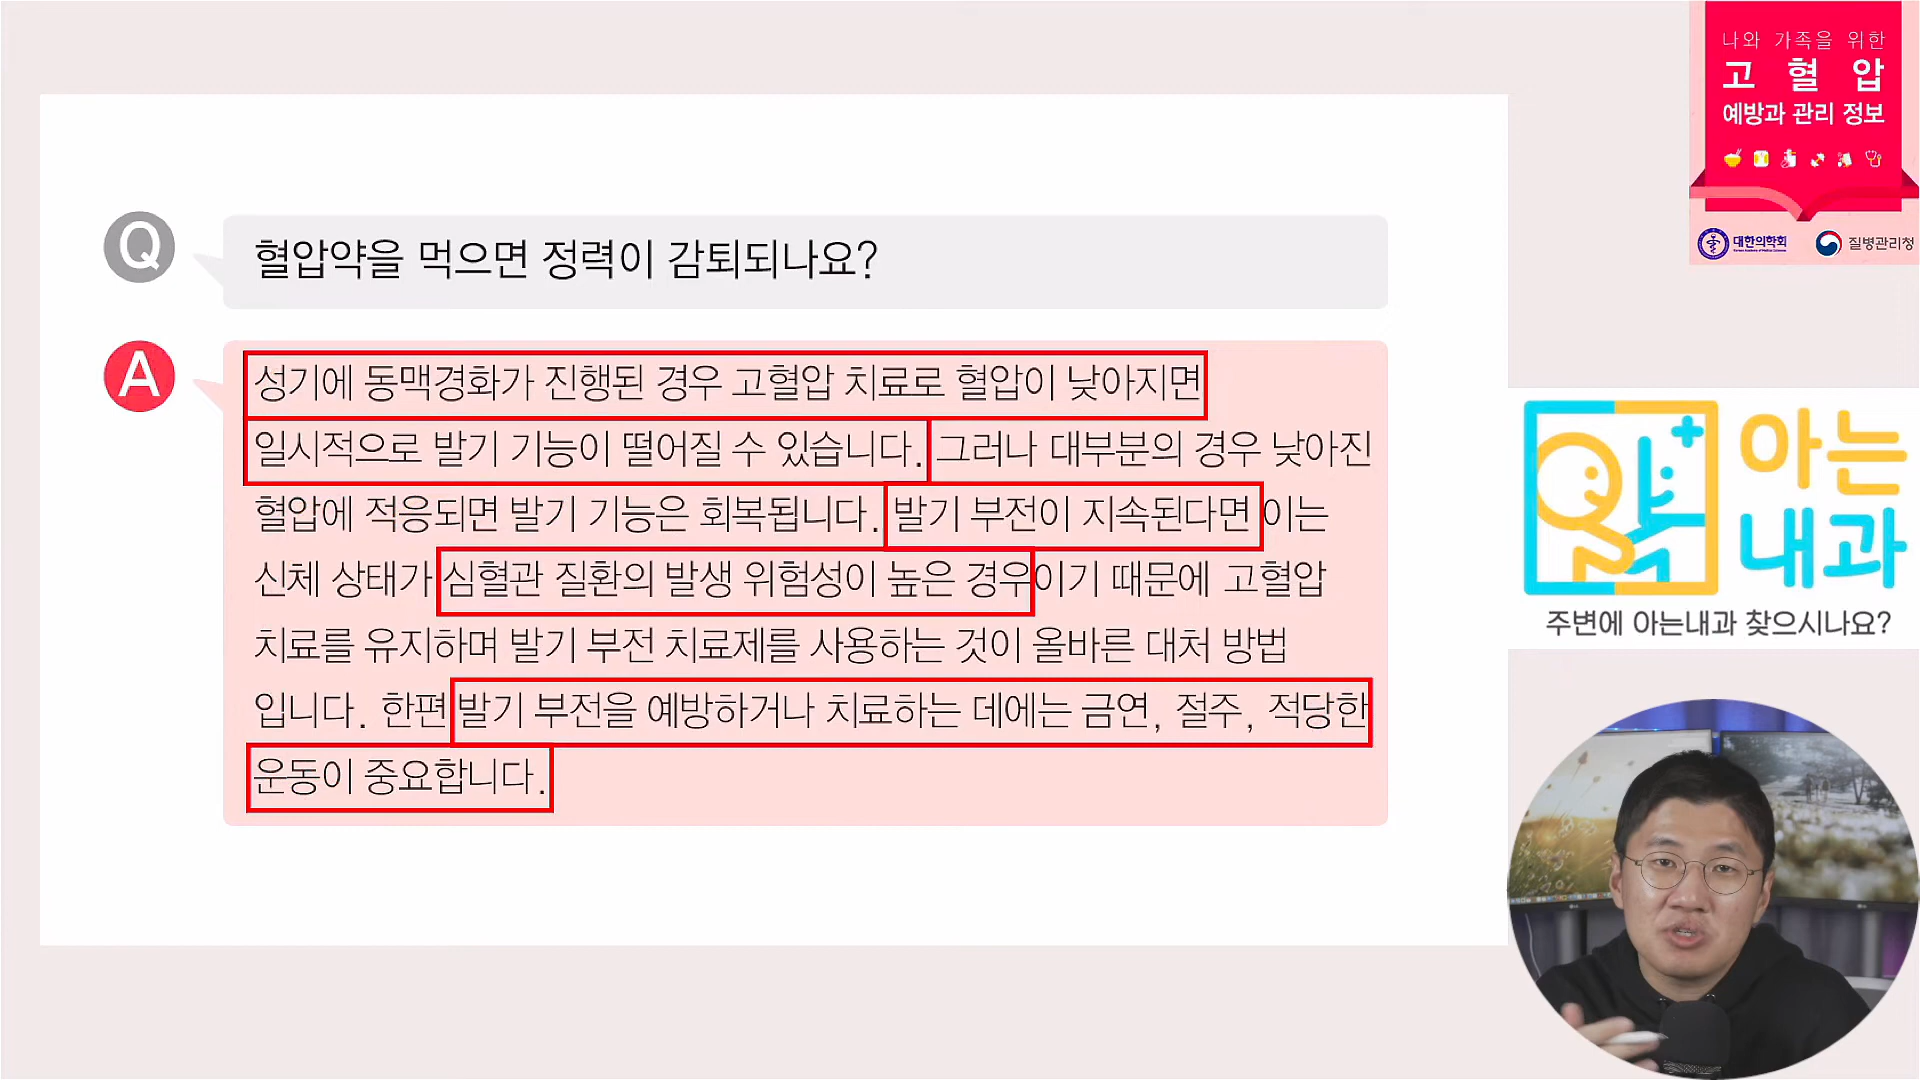 나와 가족을 위한
고혈압
예방과 관리 정보
대한의학회
질병관리청
Q
혈압약을 먹으면 정력이 감퇴되나요?
A
성기에 동맥경화가 진행된 경우 고혈압 치료로 혈압이 낮아지면
일시적으로 발기 기능이 떨어질 수 있습니다. 그러나 대부분의 경우 낮아진
혈압에 적응되면 발기 기능은 회복됩니다. 발기 부전이 지속된다면 이는
신체 상태가 심혈관 질환의 발생 위험성이 높은 경우이기 때문에 고혈압
치료를 유지하며 발기 부전 치료제를 사용하는 것이 올바른 대처 방법
입니다. 한편 발기 부전을 예방하거나 치료하는 데에는 금연, 절주, 적당한
운동이 중요합니다.
아는
내과
주변에 아는내과 찾으시나요?